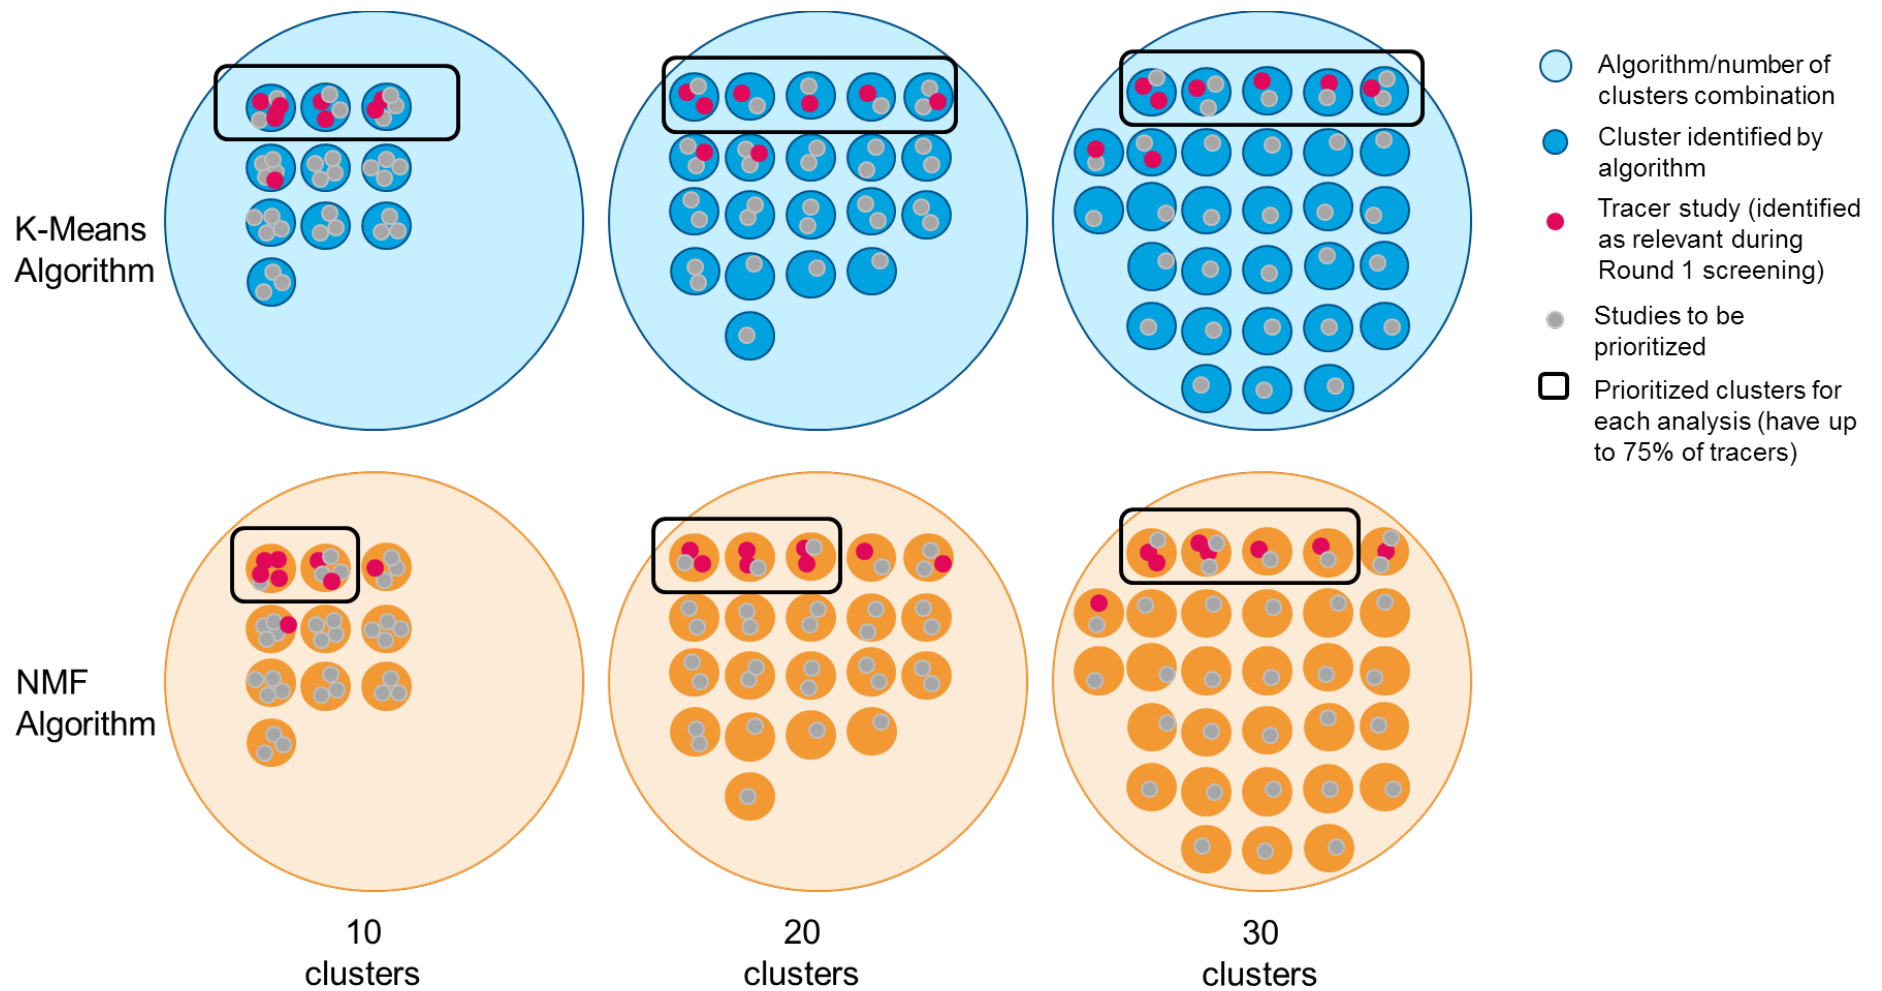 K-Means
Algorithm
NMF
Algorithm
10
clusters
20
clusters
30
clusters
Algorithm/number of
clusters combination
Cluster identified by
algorithm
Tracer study (identified
as relevant during
Round 1 screening)
Studies to be
prioritized
Prioritized clusters for
each analysis (have up
to 75% of tracers)